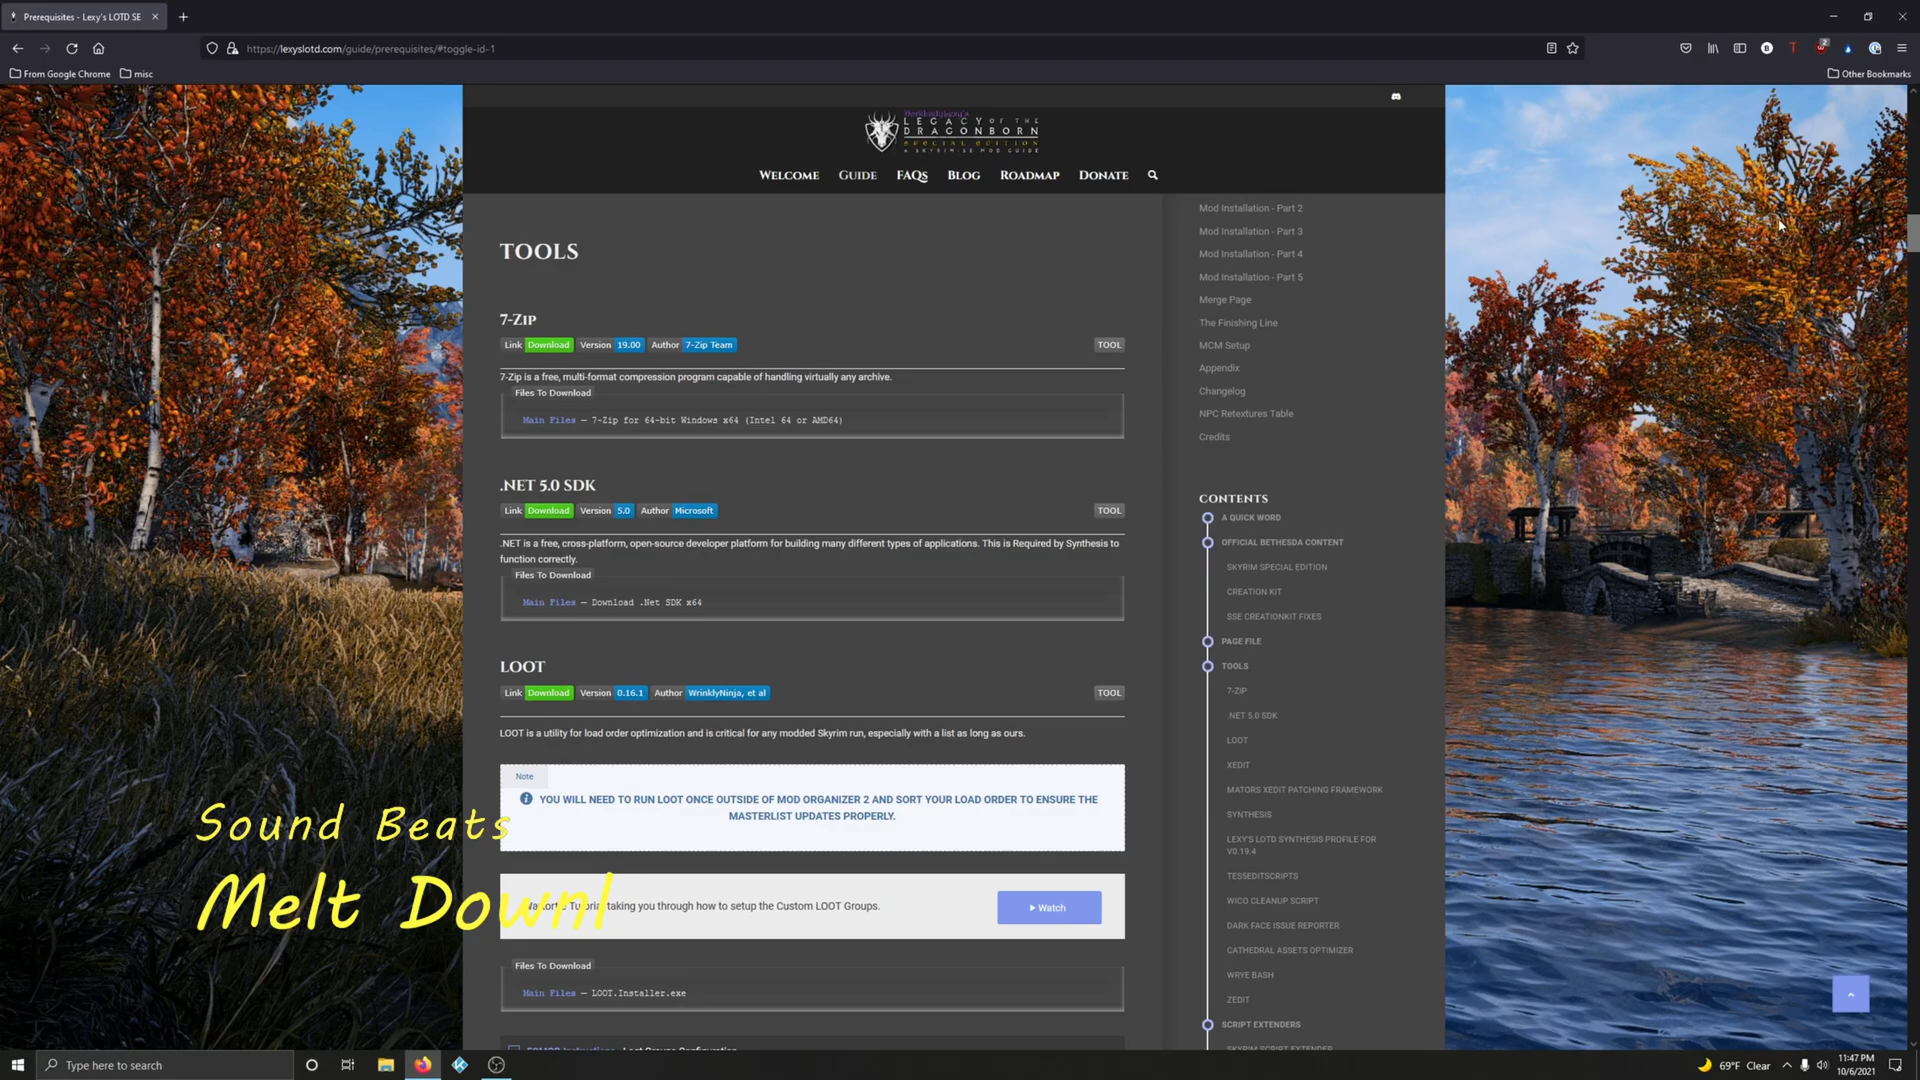 Prerequisites - Lexy's LOTD SE
https://lexyslotd.com/guide/prerequisites/#toggle-id-1
2
From Google Chrome
misc
Other Bookmarks
LEGACY OF THE
DRAGONBORN
SPECIAL EDITION
A SKYRIM-SE MOD GUIDE
WELCOME
GUIDE
FAQS
BLOG
ROADMAP
DONATE
Mod Installation - Part 2
Mod Installation - Part 3
Mod Installation - Part 4
Mod Installation - Part 5
Merge Page
The Finishing Line
MCM Setup
Appendix
Changelog
NPC Retextures Table
Credits
TOOLS
7-ZIP
Link Download Version 19.00 Author 7-Zip Team TOOL
7-Zip is a free, multi-format compression program capable of handling virtually any archive.
Files To Download
Main Files – 7-Zip for 64-bit Windows x64 (Intel 64 or AMD64)
.NET 5.0 SDK
Link Download Version 5.0 Author Microsoft TOOL
.NET is a free, cross-platform, open-source developer platform for building many different types of applications. This is Required by Synthesis to
function correctly.
Files To Download
Main Files – Download .Net SDK x64
LOOT
Link Download Version 0.16.1 Author WrinklyNinja, et al TOOL
LOOT is a utility for load order optimization and is critical for any modded Skyrim run, especially with a list as long as ours.
Note
YOU WILL NEED TO RUN LOOT ONCE OUTSIDE OF MOD ORGANIZER 2 AND SORT YOUR LOAD ORDER TO ENSURE THE
MASTERLIST UPDATES PROPERLY.
taking you through how to setup the Custom LOOT Groups.
Watch
Files To Download
Main Files – LOOT.Installer.exe
CONTENTS
A QUICK WORD
OFFICIAL BETHESDA CONTENT
SKYRIM SPECIAL EDITION
CREATION KIT
SSE CREATIONKIT FIXES
PAGE FILE
TOOLS
7-ZIP
.NET 5.0 SDK
LOOT
XEDIT
MATORS XEDIT PATCHING FRAMEWORK
SYNTHESIS
LEXY'S LOTD SYNTHESIS PROFILE FOR
V0.19.4
TESSEDITSCRIPTS
WICO CLEANUP SCRIPT
DARK FACE ISSUE REPORTER
CATHEDRAL ASSETS OPTIMIZER
WRYE BASH
ZEDIT
SCRIPT EXTENDERS
SKYRIM SCRIPT EXTENDER
Sound Beats
Melt Down
Type here to search
69°F Clear
11:47 PM
10/6/2021